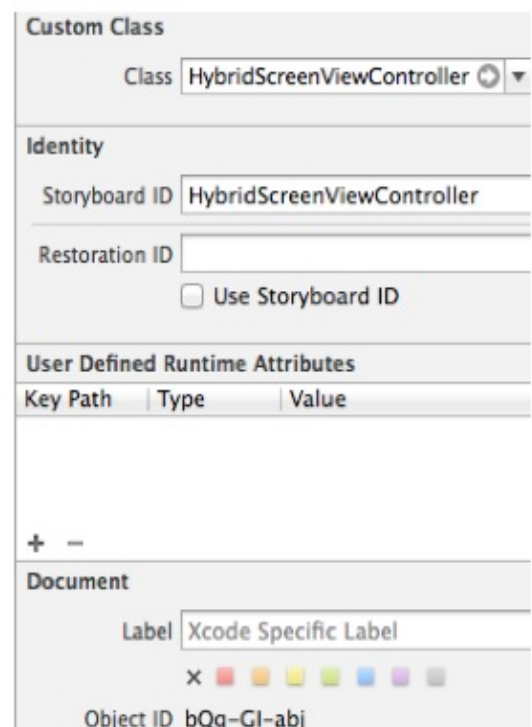 Custom Class
Class HybridScreenViewController
Identity
Storyboard ID HybridScreenViewController
Restoration ID
Use Storyboard ID
User Defined Runtime Attributes
Key Path Type Value
+ −
Document
Label Xcode Specific Label
Object ID bQq-GI-abj